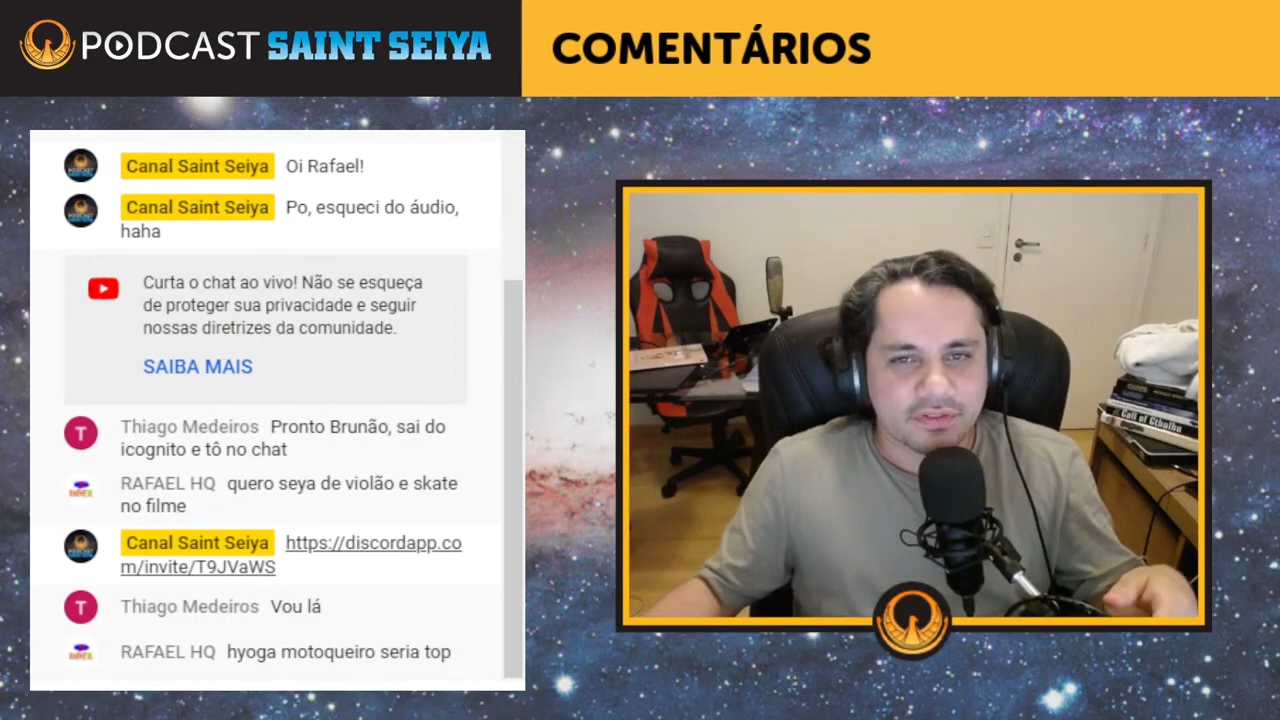 PODCAST SAINT SEIYA
COMENTÁRIOS
Canal Saint Seiya Oi Rafael!
Canal Saint Seiya Po, esqueci do áudio,
haha
Curta o chat ao vivo! Não se esqueça
de proteger sua privacidade e seguir
nossas diretrizes da comunidade.
SAIBA MAIS
T
Thiago Medeiros Pronto Brunão, sai do
icognito e tô no chat
RAFAEL HQ quero seya de violão e skate
no filme
Canal Saint Seiya https://discordapp.co
m/invite/T9JVaWS
T
Thiago Medeiros Vou lá
RAFAEL HQ hyoga motoqueiro seria top
Call of Cthulhu